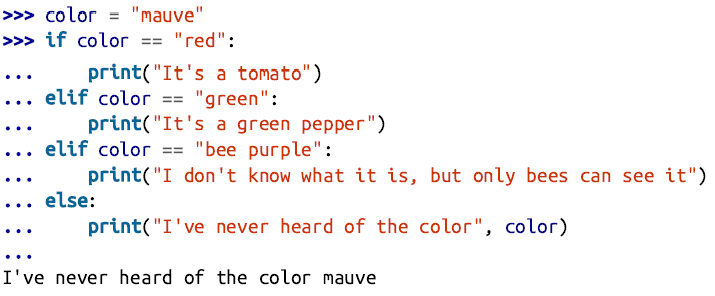 >>> color = "mauve"
>>> if color == "red":
...     print("It's a tomato")
... elif color == "green":
...     print("It's a green pepper")
... elif color == "bee purple":
...     print("I don't know what it is, but only bees can see it")
... else:
...     print("I've never heard of the color", color)
...
I've never heard of the color mauve